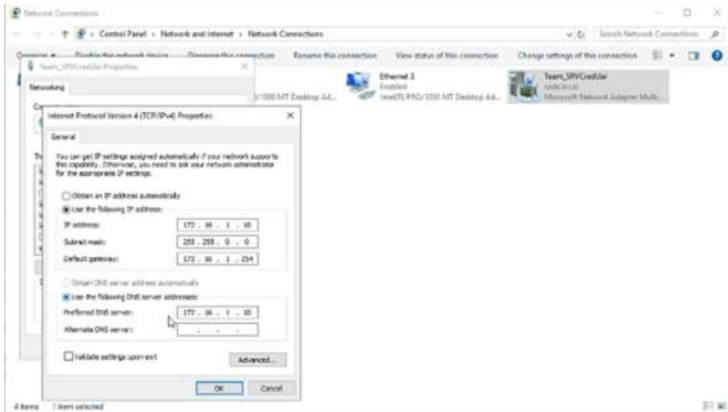 Network Connections
Control Panel > Network and Internet > Network Connections
Search Network Connections
Organize Disable this network device Diagnose this connection Rename this connection View status of this connection Change settings of this connection
Team_SRVCredUar Properties
Networking
Ethernet 3
Enabled
Intel(R) PRO/1000 MT Desktop Ad...
/1000 MT Desktop Ad...
Team_SRVCredUar
Microsoft Network Adapter Multi...
Internet Protocol Version 4 (TCP/IPv4) Properties
General
You can get IP settings assigned automatically if your network supports
this capability. Otherwise, you need to ask your network administrator
for the appropriate IP settings.
Obtain an IP address automatically
Use the following IP address:
IP address: 172 . 16 . 1 . 10
Subnet mask: 255 . 255 . 0 . 0
Default gateway: 172 . 16 . 1 . 254
Obtain DNS server address automatically
Use the following DNS server addresses:
Preferred DNS server: 172 . 16 . 1 . 10
Alternate DNS server: . . .
Validate settings upon exit
Advanced...
OK Cancel
4 items 1 item selected